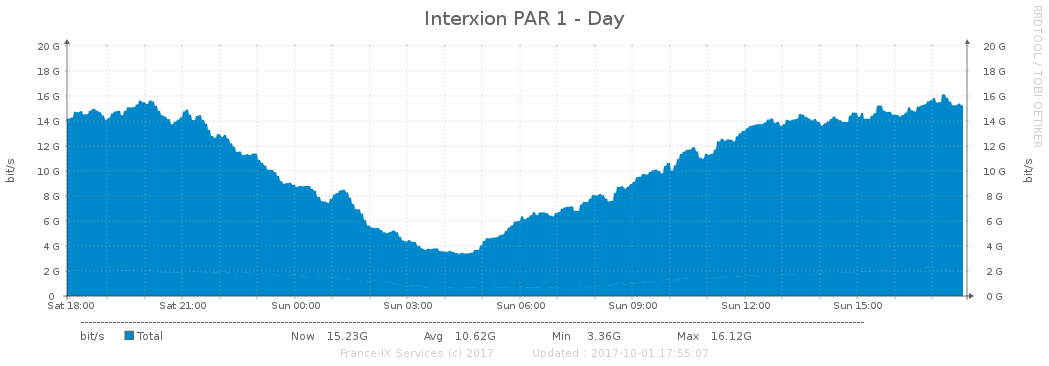 Interxion PAR 1 - Day
RRDTOOL / TOBI OETIKER
20 G 20 G
18 G 18 G
16 G 16 G
14 G 14 G
12 G 12 G
10 G 10 G
8 G 8 G
6 G 6 G
4 G 4 G
2 G 2 G
0 0 G
bit/s bit/s
Sat 18:00 Sat 21:00 Sun 00:00 Sun 03:00 Sun 06:00 Sun 09:00 Sun 12:00 Sun 15:00
bit/s Total Now 15.23G Avg 10.62G Min 3.36G Max 16.12G
France-IX Services (c) 2017 Updated : 2017-10-01 17:55:07